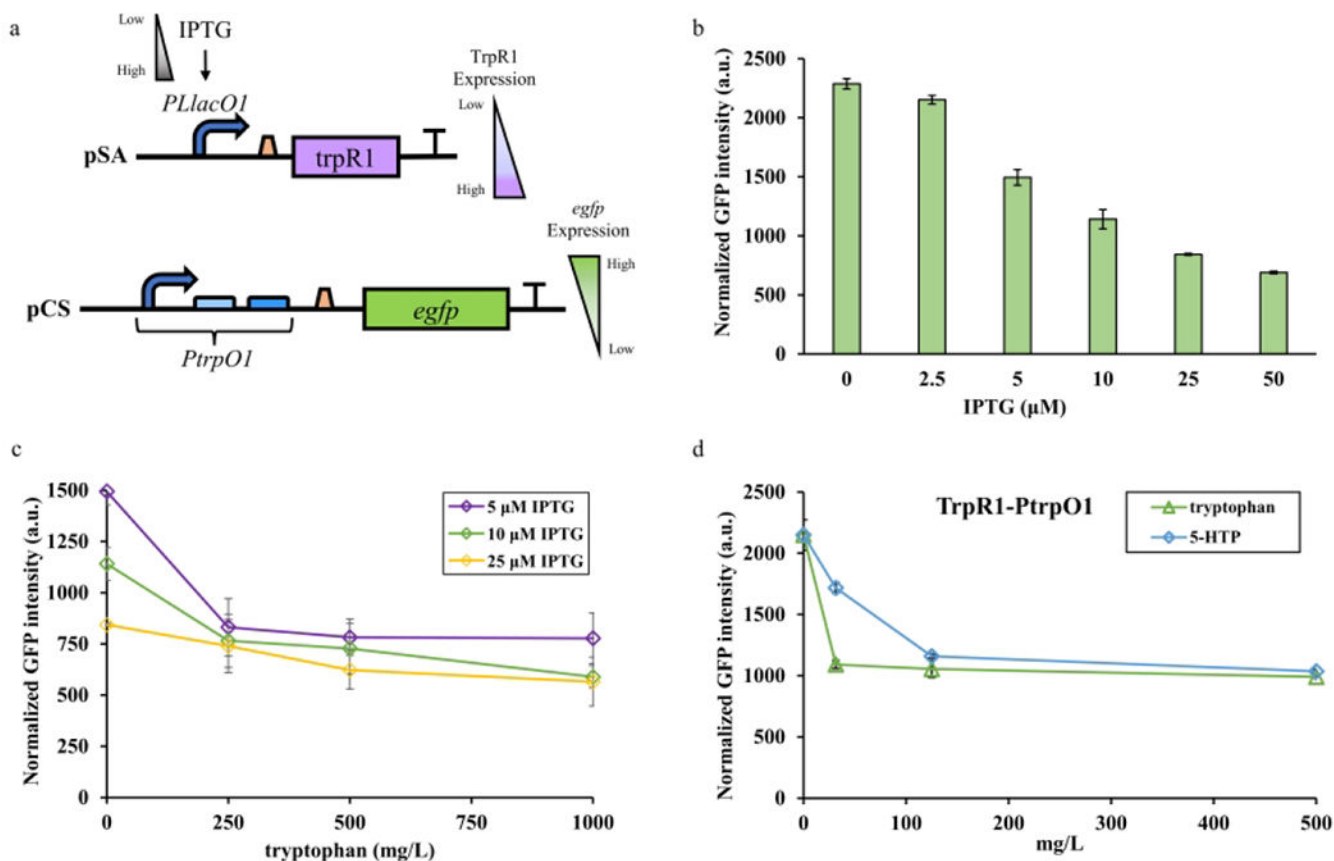 a
Low
IPTG
High
PLlacO1
TrpR1
Expression
Low
High
pSA
trpR1
egfp
Expression
High
Low
pCS
egfp
PtrpO1
b
Normalized GFP intensity (a.u.)
2500
2000
1500
1000
500
0
0 2.5 5 10 25 50
IPTG (μM)
c
Normalized GFP intensity (a.u.)
1500
1250
1000
750
500
250
0
5 μM IPTG
10 μM IPTG
25 μM IPTG
0 250 500 750 1000
tryptophan (mg/L)
d
Normalized GFP intensity (a.u.)
2500
2000
1500
1000
500
0
TrpR1-PtrpO1
tryptophan
5-HTP
0 100 200 300 400 500
mg/L